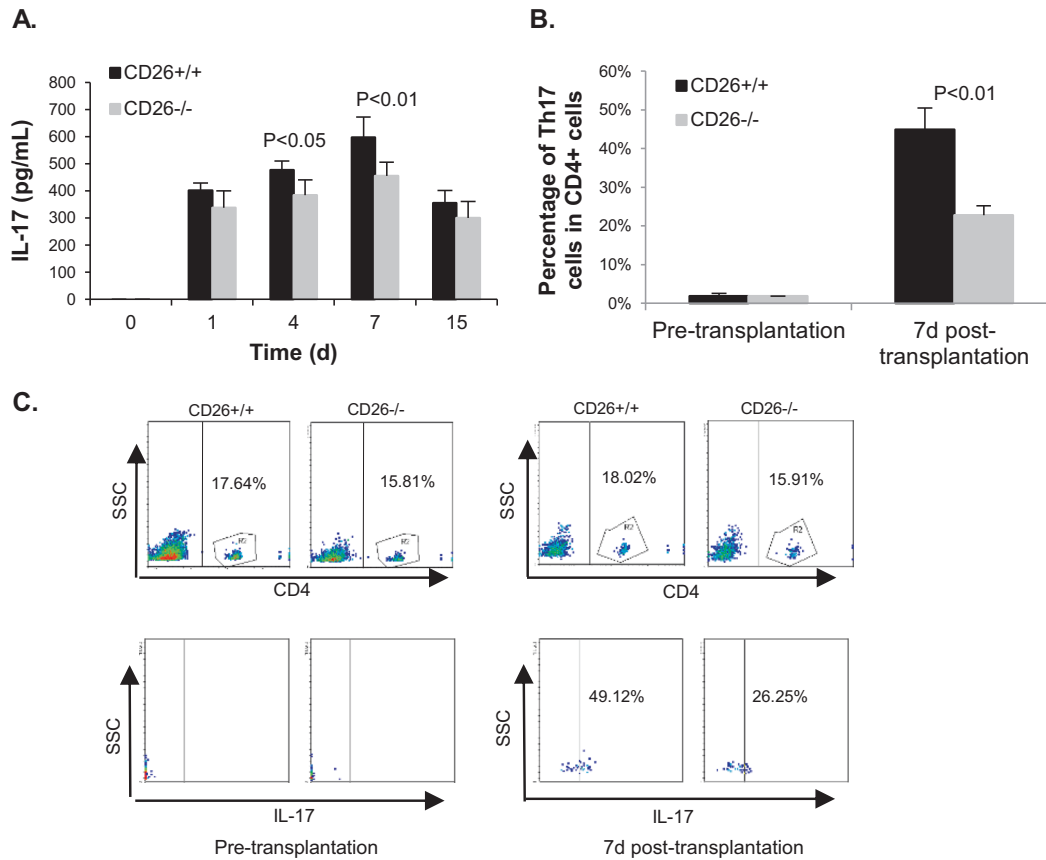 A.
CD26+/+
CD26-/-
IL-17 (pg/mL)
800
700
600
500
400
300
200
100
0
P<0.05
P<0.01
0 1 4 7 15
Time (d)
B.
CD26+/+
CD26-/-
Percentage of Th17
cells in CD4+ cells
60%
50%
40%
30%
20%
10%
0%
P<0.01
Pre-transplantation
7d post-
transplantation
C.
CD26+/+ CD26-/- CD26+/+ CD26-/-
SSC
17.64%
R2
15.81%
R2
CD4
SSC
18.02%
R2
15.91%
R2
CD4
SSC
IL-17
Pre-transplantation
SSC
49.12%
26.25%
IL-17
7d post-transplantation